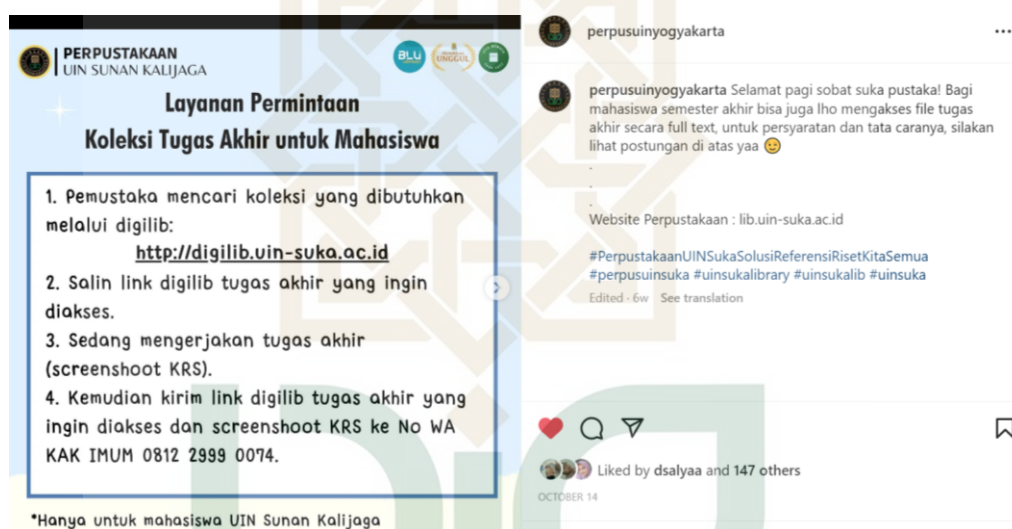 PERPUSTAKAAN
UIN SUNAN KALIJAGA
BLU
UNGGUL
Layanan Permintaan
Koleksi Tugas Akhir untuk Mahasiswa
1. Pemustaka mencari koleksi yang dibutuhkan
melalui digilib:
http://digilib.uin-suka.ac.id
2. Salin link digilib tugas akhir yang ingin
diakses.
3. Sedang mengerjakan tugas akhir
(screenshoot KRS).
4. Kemudian kirim link digilib tugas akhir yang
ingin diakses dan screenshoot KRS ke No WA
KAK IMUM 0812 2999 0074.
*Hanya untuk mahasiswa UIN Sunan Kalijaga
perpusuinyogyakarta
perpusuinyogyakarta Selamat pagi sobat suka pustaka! Bagi
mahasiswa semester akhir bisa juga lho mengakses file tugas
akhir secara full text, untuk persyaratan dan tata caranya, silakan
lihat postungan di atas yaa 😉
.
.
.
Website Perpustakaan : lib.uin-suka.ac.id
#PerpustakaanUINSukaSolusiReferensiRisetKitaSemua
#perpusuinsuka #uinsukalibrary #uinsukalib #uinsuka
Edited · 6w See translation
Liked by dsalyaa and 147 others
OCTOBER 14